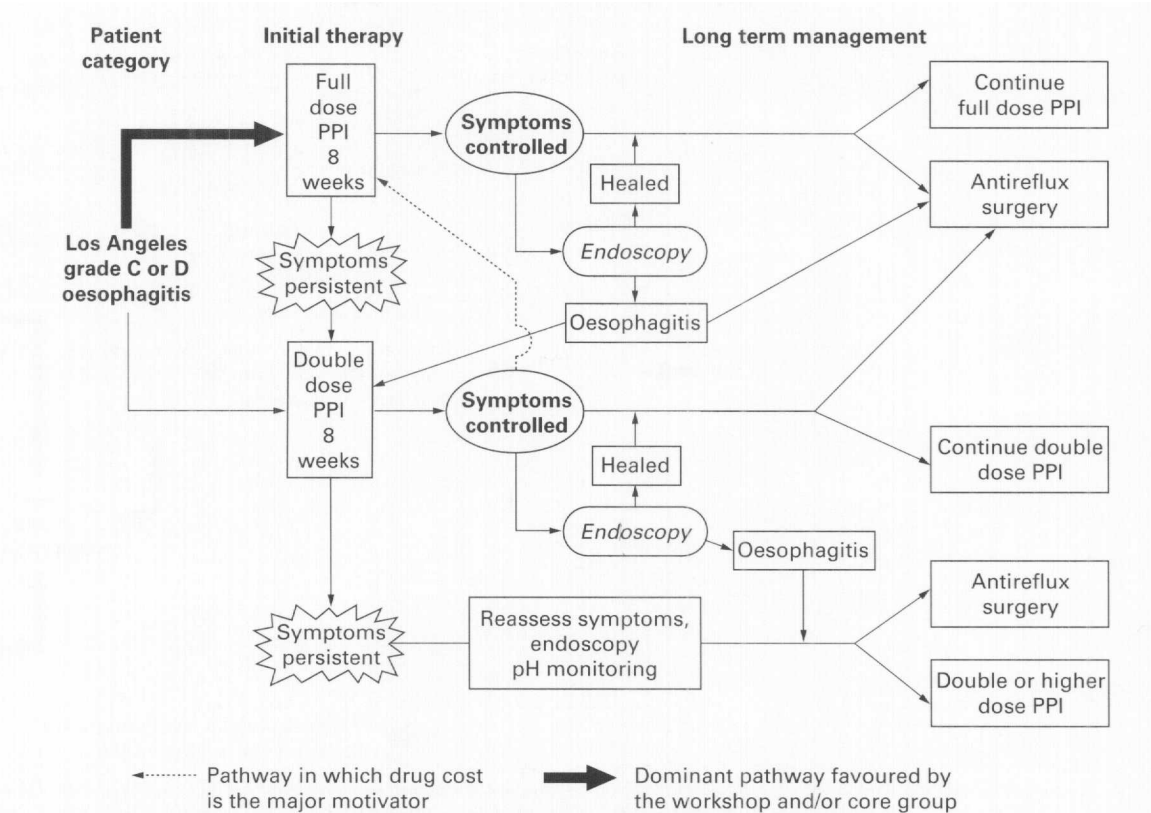 Patient
category
Initial therapy
Long term management
Full
dose
PPI
8
weeks
Symptoms
controlled
Continue
full dose PPI
Healed
Antireflux
surgery
Los Angeles
grade C or D
oesophagitis
Symptoms
persistent
Endoscopy
Oesophagitis
Double
dose
PPI
8
weeks
Symptoms
controlled
Healed
Continue double
dose PPI
Endoscopy
Oesophagitis
Antireflux
surgery
Symptoms
persistent
Reassess symptoms,
endoscopy
pH monitoring
Double or higher
dose PPI
Pathway in which drug cost
is the major motivator
Dominant pathway favoured by
the workshop and/or core group